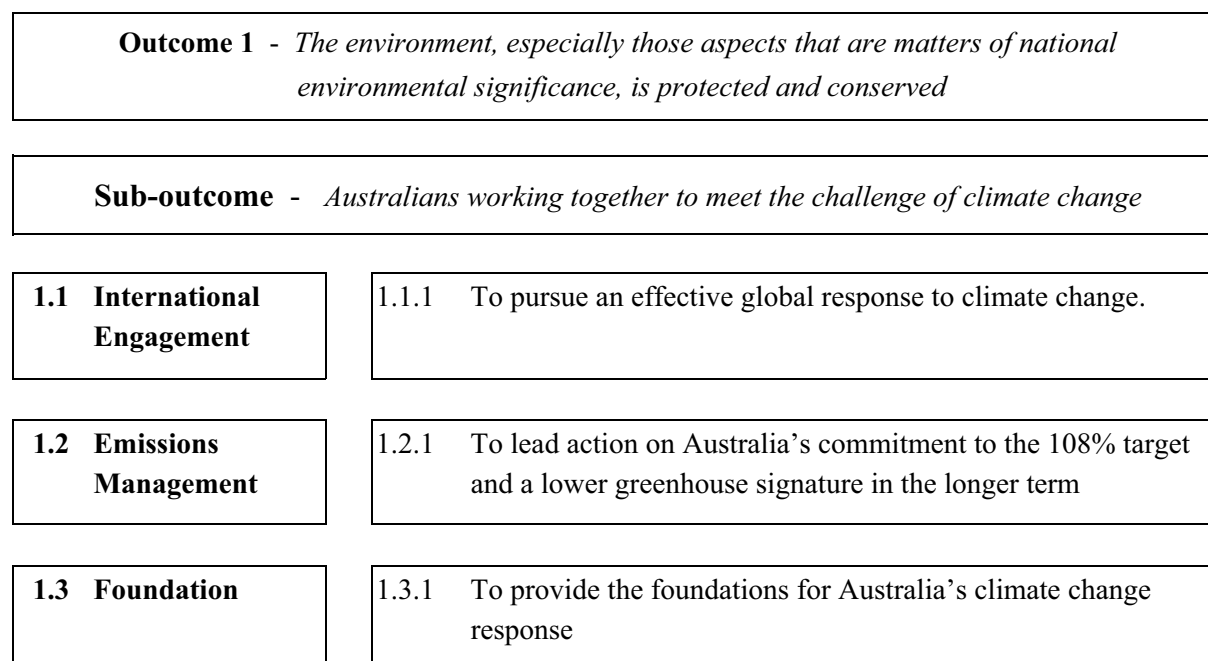 Outcome 1 - The environment, especially those aspects that are matters of national
environmental significance, is protected and conserved
Sub-outcome - Australians working together to meet the challenge of climate change
1.1 International
Engagement
1.1.1 To pursue an effective global response to climate change.
1.2 Emissions
Management
1.2.1 To lead action on Australia’s commitment to the 108% target
and a lower greenhouse signature in the longer term
1.3 Foundation
1.3.1 To provide the foundations for Australia’s climate change
response